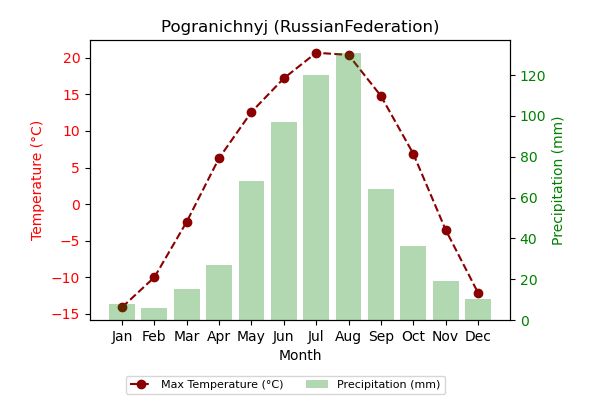 Pogranichnyj (RussianFederation)
Temperature (°C)
20
15
10
5
0
−5
−10
−15
120
100
80
60
40
20
0
Precipitation (mm)
Jan Feb Mar Apr May Jun Jul Aug Sep Oct Nov Dec
Month
Max Temperature (°C) Precipitation (mm)